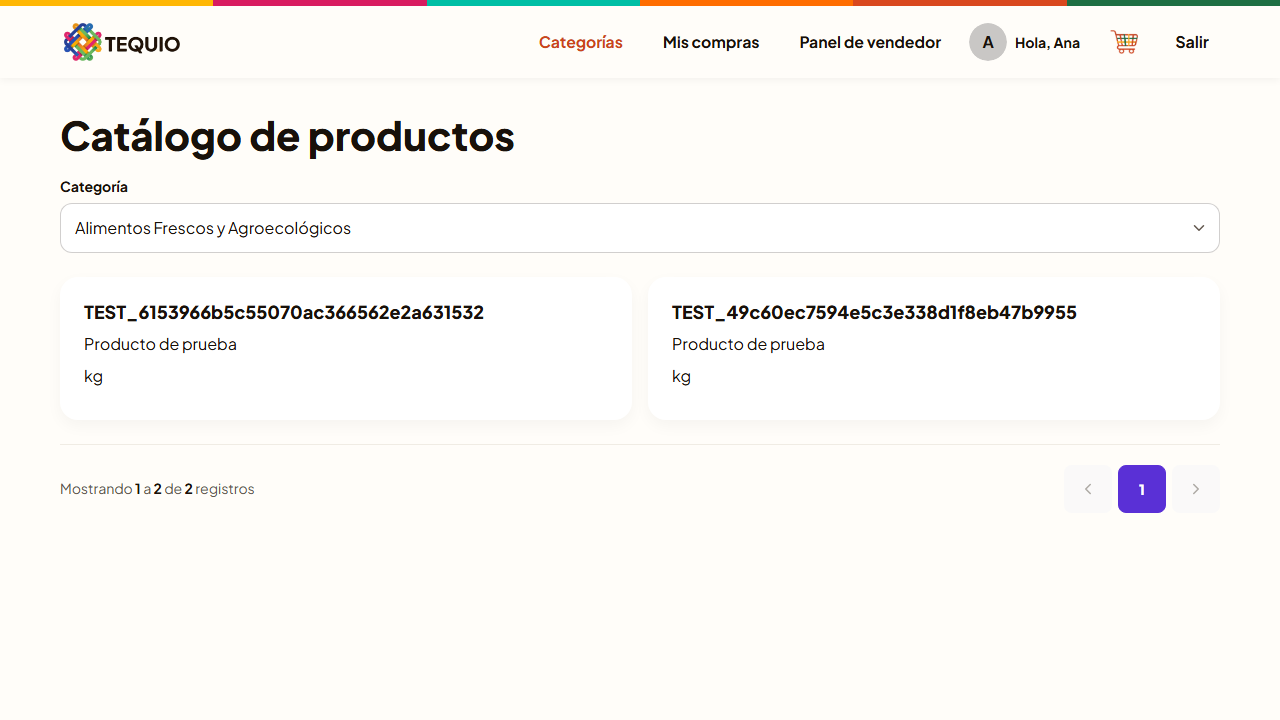 TEQUIO
Categorías
Mis compras
Panel de vendedor
A
Hola, Ana
Salir
Catálogo de productos
Categoría
Alimentos Frescos y Agroecológicos
TEST_6153966b5c55070ac366562e2a631532
Producto de prueba
kg
TEST_49c60ec7594e5c3e338d1f8eb47b9955
Producto de prueba
kg
Mostrando 1 a 2 de 2 registros
1